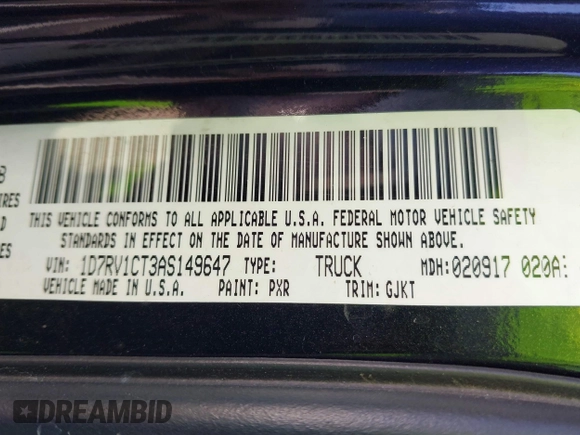 B
IRES
D
THIS VEHICLE CONFORMS TO ALL APPLICABLE U.S.A. FEDERAL MOTOR VEHICLE SAFETY
STANDARDS IN EFFECT ON THE DATE OF MANUFACTURE SHOWN ABOVE.
VIN: 1D7RV1CT3AS149647 TYPE: TRUCK MDH: 020917 020A
VEHICLE MADE IN U.S.A. PAINT: PXR TRIM: GJKT
DREAMBID